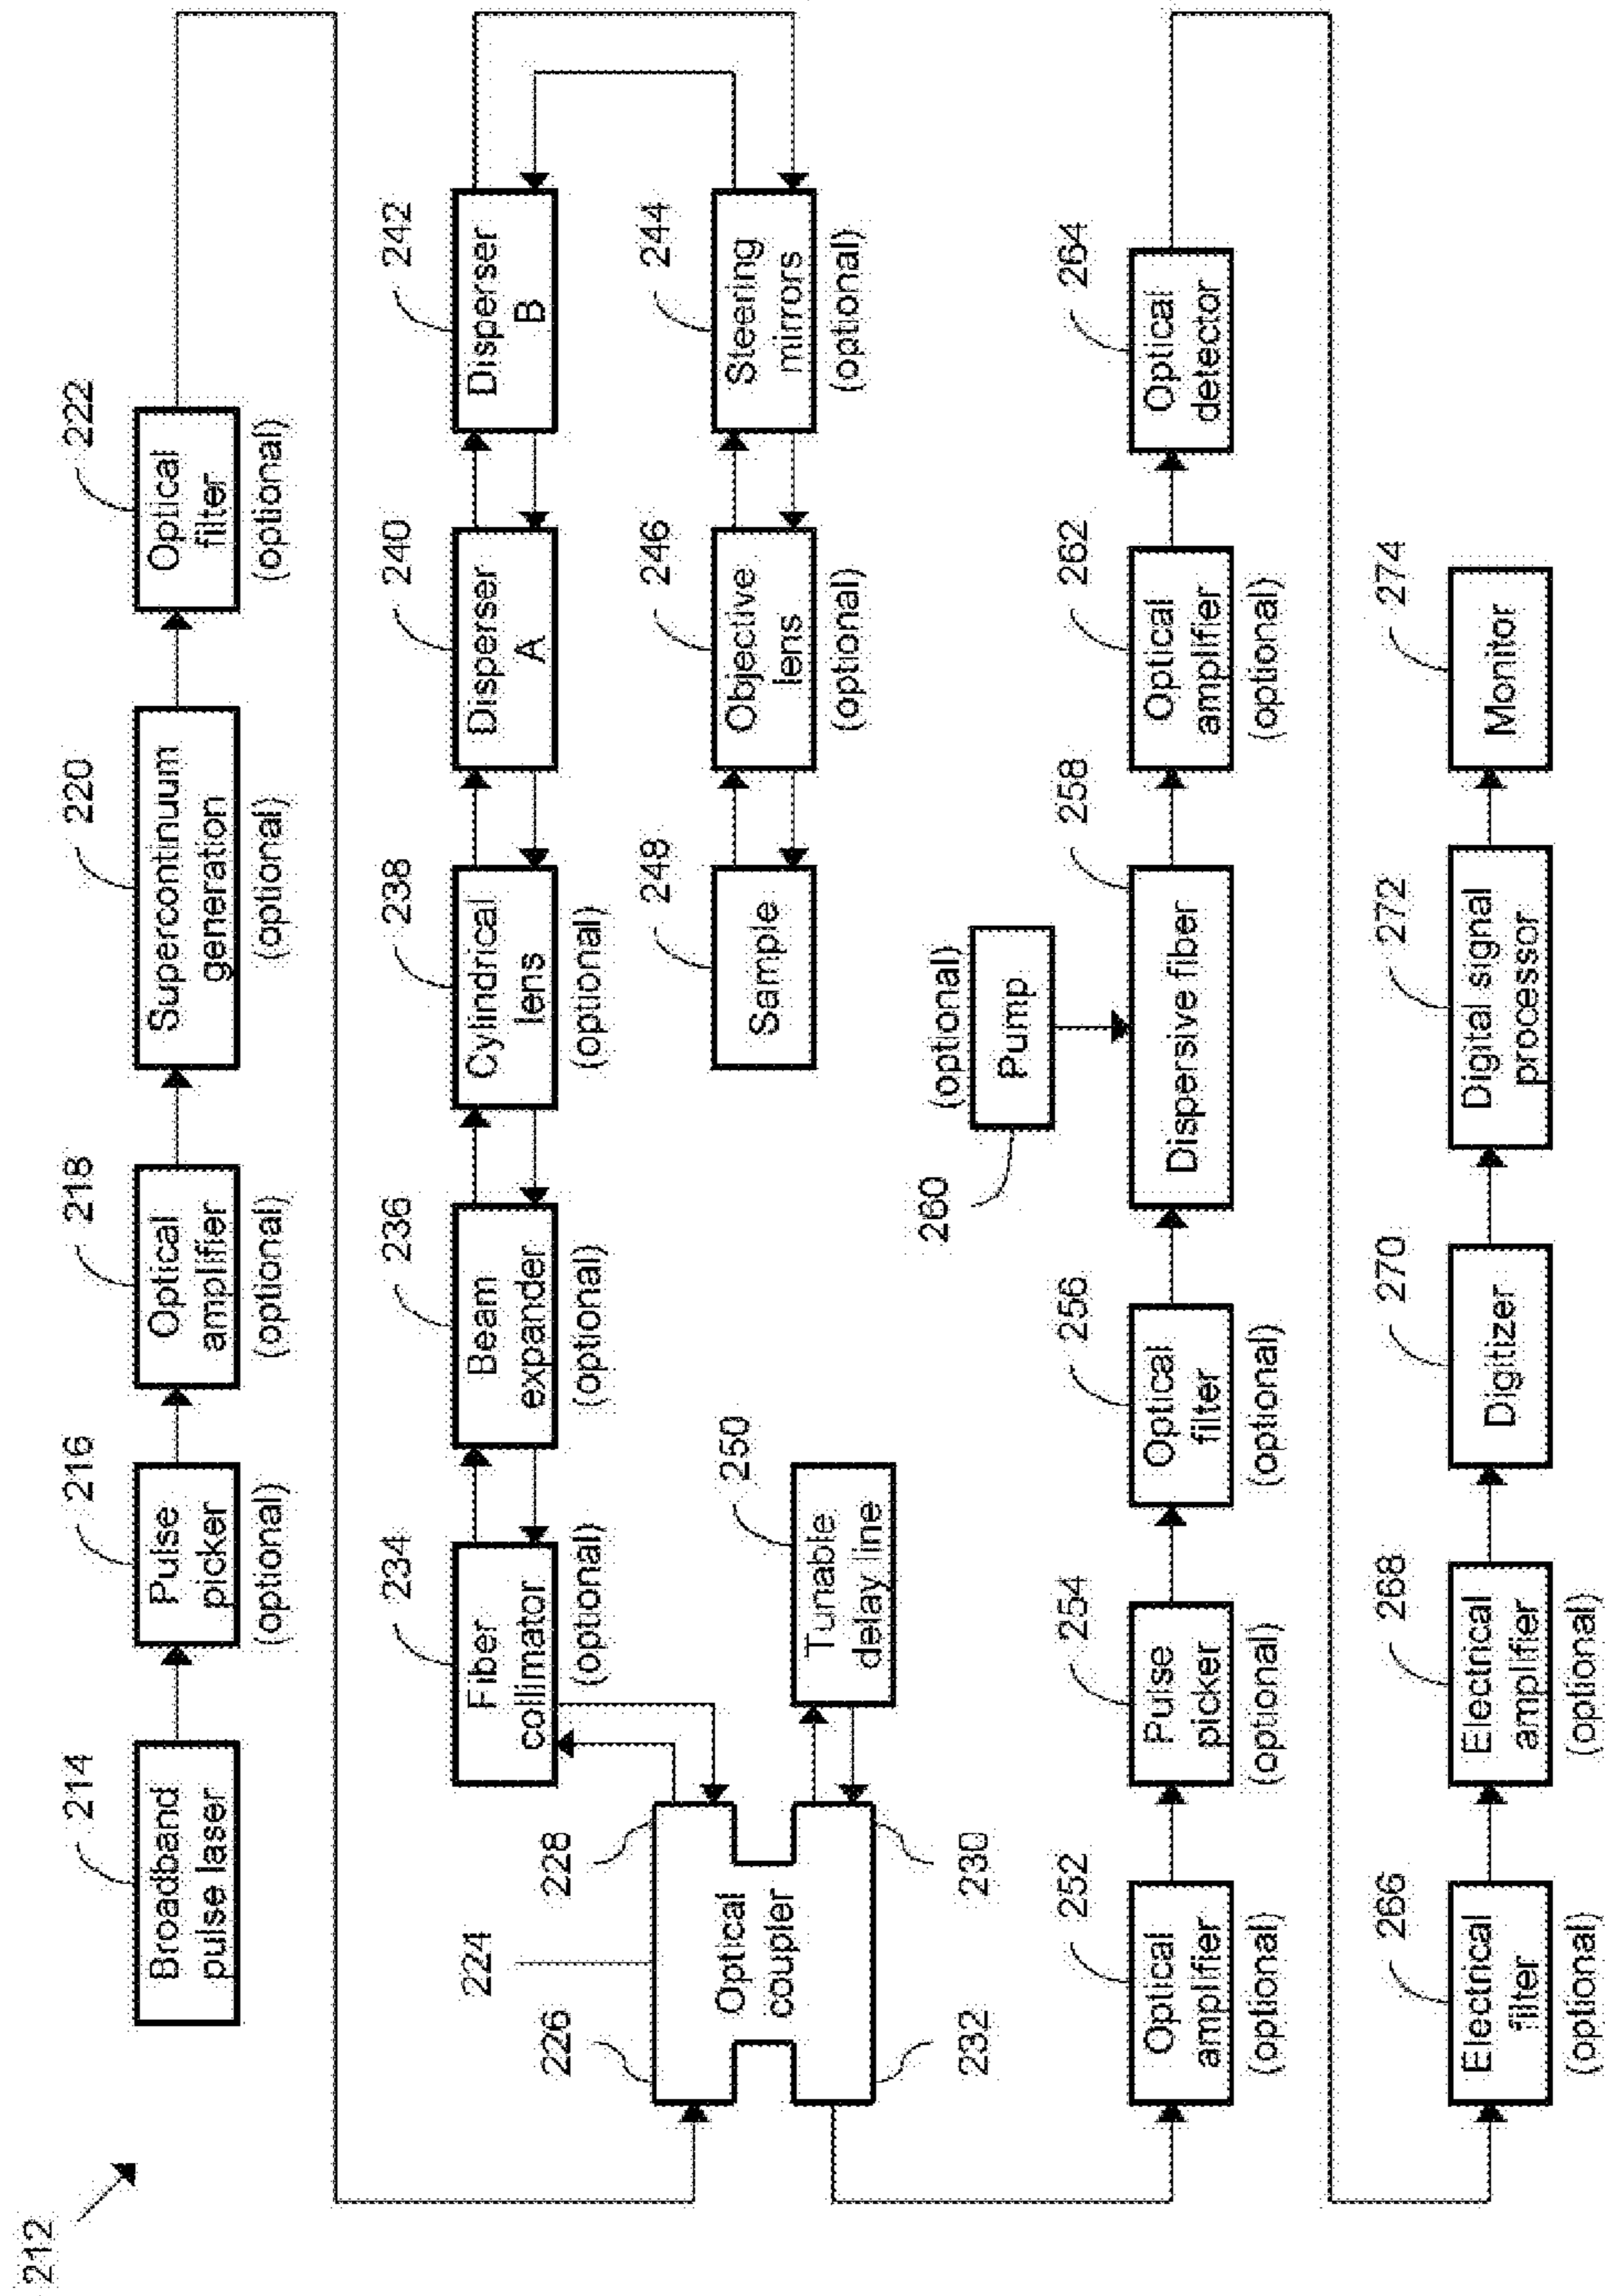 212
214
Broadband
pulse laser
216
Pulse
picker
(optional)
218
Optical
amplifier
(optional)
220
Supercontinuum
generation
(optional)
222
Optical
filter
(optional)
224
226
228
230
232
Optical
coupler
234
Fiber
collimator
(optional)
236
Beam
expander
(optional)
238
Cylindrical
lens
(optional)
240
Disperser
A
242
Disperser
B
244
Steering
mirrors
(optional)
246
Objective
lens
(optional)
248
Sample
250
Tunable
delay line
252
Optical
amplifier
(optional)
254
Pulse
picker
(optional)
256
Optical
filter
(optional)
258
Dispersive fiber
260
(optional)
Pump
262
Optical
amplifier
(optional)
264
Optical
detector
266
Electrical
filter
(optional)
268
Electrical
amplifier
(optional)
270
Digitizer
272
Digital signal
processor
274
Monitor